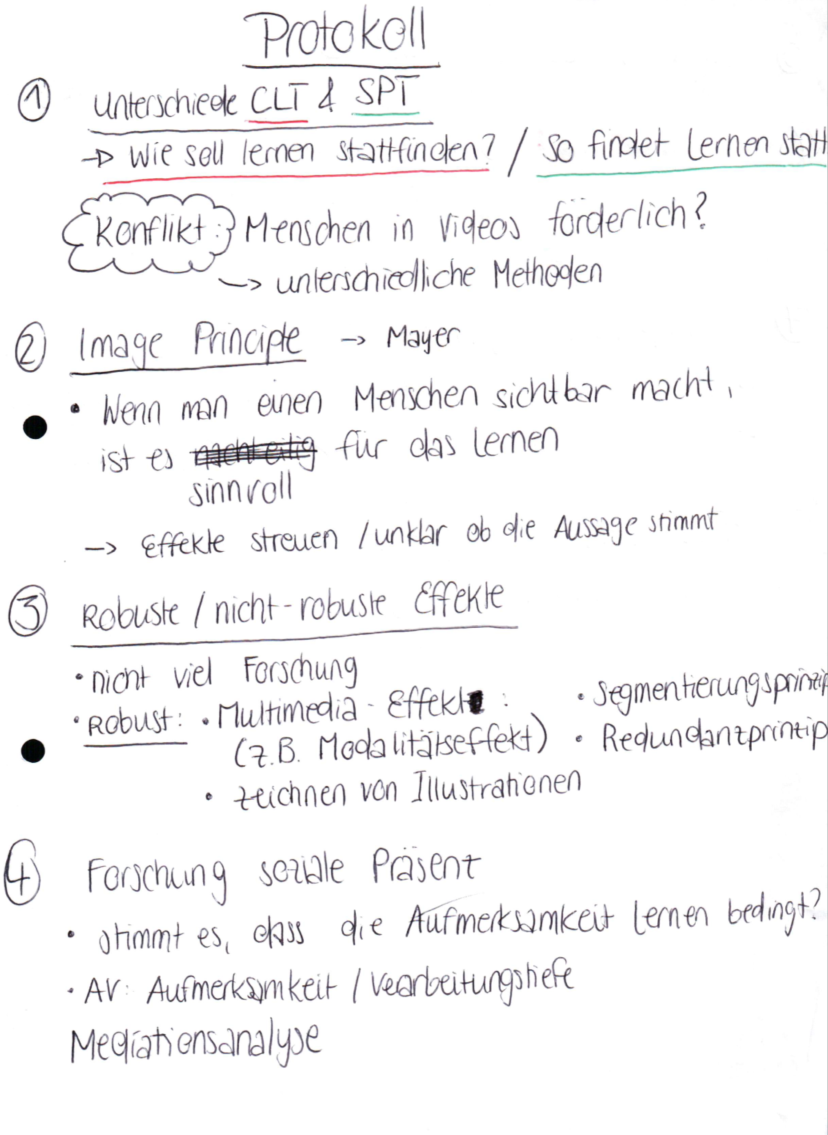 Protokoll
① Unterschiede CLT & SPT
→ Wie soll lernen stattfinden? / So findet Lernen statt
Konflikt: Menschen in Videos förderlich?
→ unterschiedliche Methoden
② Image Principle → Mayer
• Wenn man einen Menschen sichtbar macht,
ist es nachteilig für das Lernen
sinnvoll
→ Effekte streuen / unklar ob die Aussage stimmt
③ Robuste / nicht-robuste Effekte
• nicht viel Forschung
• Robust: • Multimedia-Effekt: • Segmentierungsprinzip
(z.B. Modalitätseffekt) • Redundanzprinzip
• zeichnen von Illustrationen
④ Forschung soziale Präsent
• stimmt es, dass die Aufmerksamkeit lernen bedingt?
• AV: Aufmerksamkeit / Vearbeitungstiefe
Mediationsanalyse